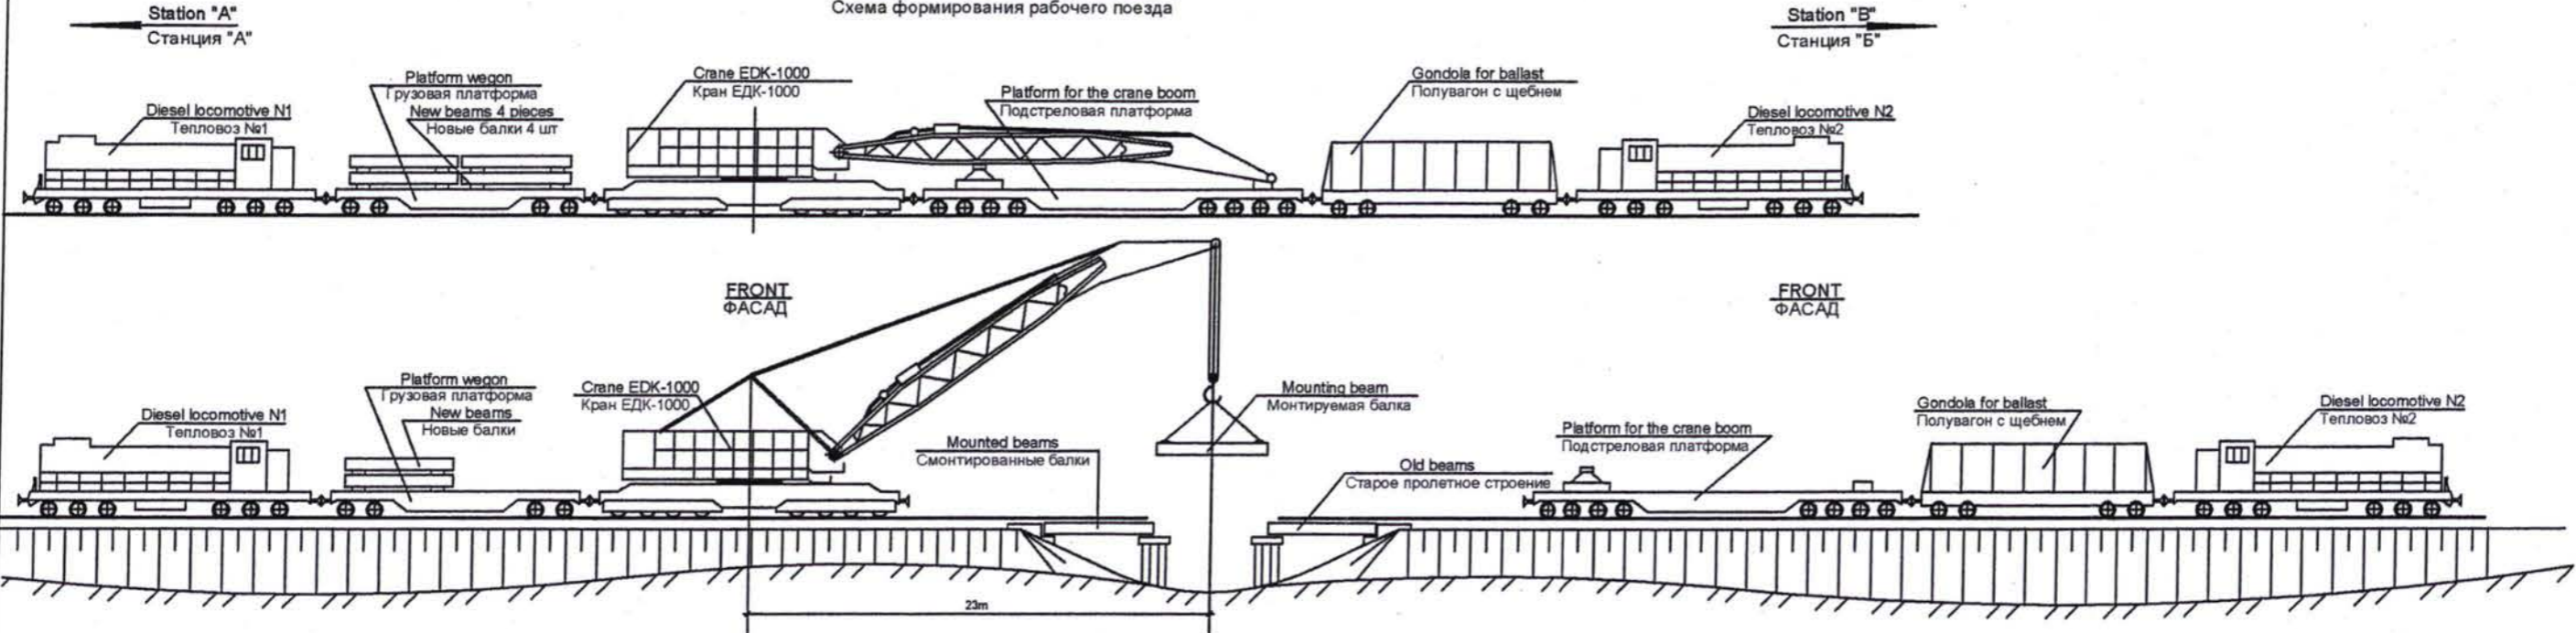 Схема формирования рабочего поезда
Station "A"
Станция "А"
Station "B"
Станция "Б"
Diesel locomotive N1
Тепловоз №1
Platform wegon
Грузовая платформа
New beams 4 pieces
Новые балки 4 шт
Crane EDK-1000
Кран ЕДК-1000
Platform for the crane boom
Подстреловая платформа
Gondola for ballast
Полувагон с щебнем
Diesel locomotive N2
Тепловоз №2
FRONT
ФАСАД
FRONT
ФАСАД
Diesel locomotive N1
Тепловоз №1
Platform wegon
Грузовая платформа
New beams
Новые балки
Crane EDK-1000
Кран ЕДК-1000
Mounted beams
Смонтированные балки
Mounting beam
Монтируемая балка
Old beams
Старое пролетное строение
Platform for the crane boom
Подстреловая платформа
Gondola for ballast
Полувагон с щебнем
Diesel locomotive N2
Тепловоз №2
23m